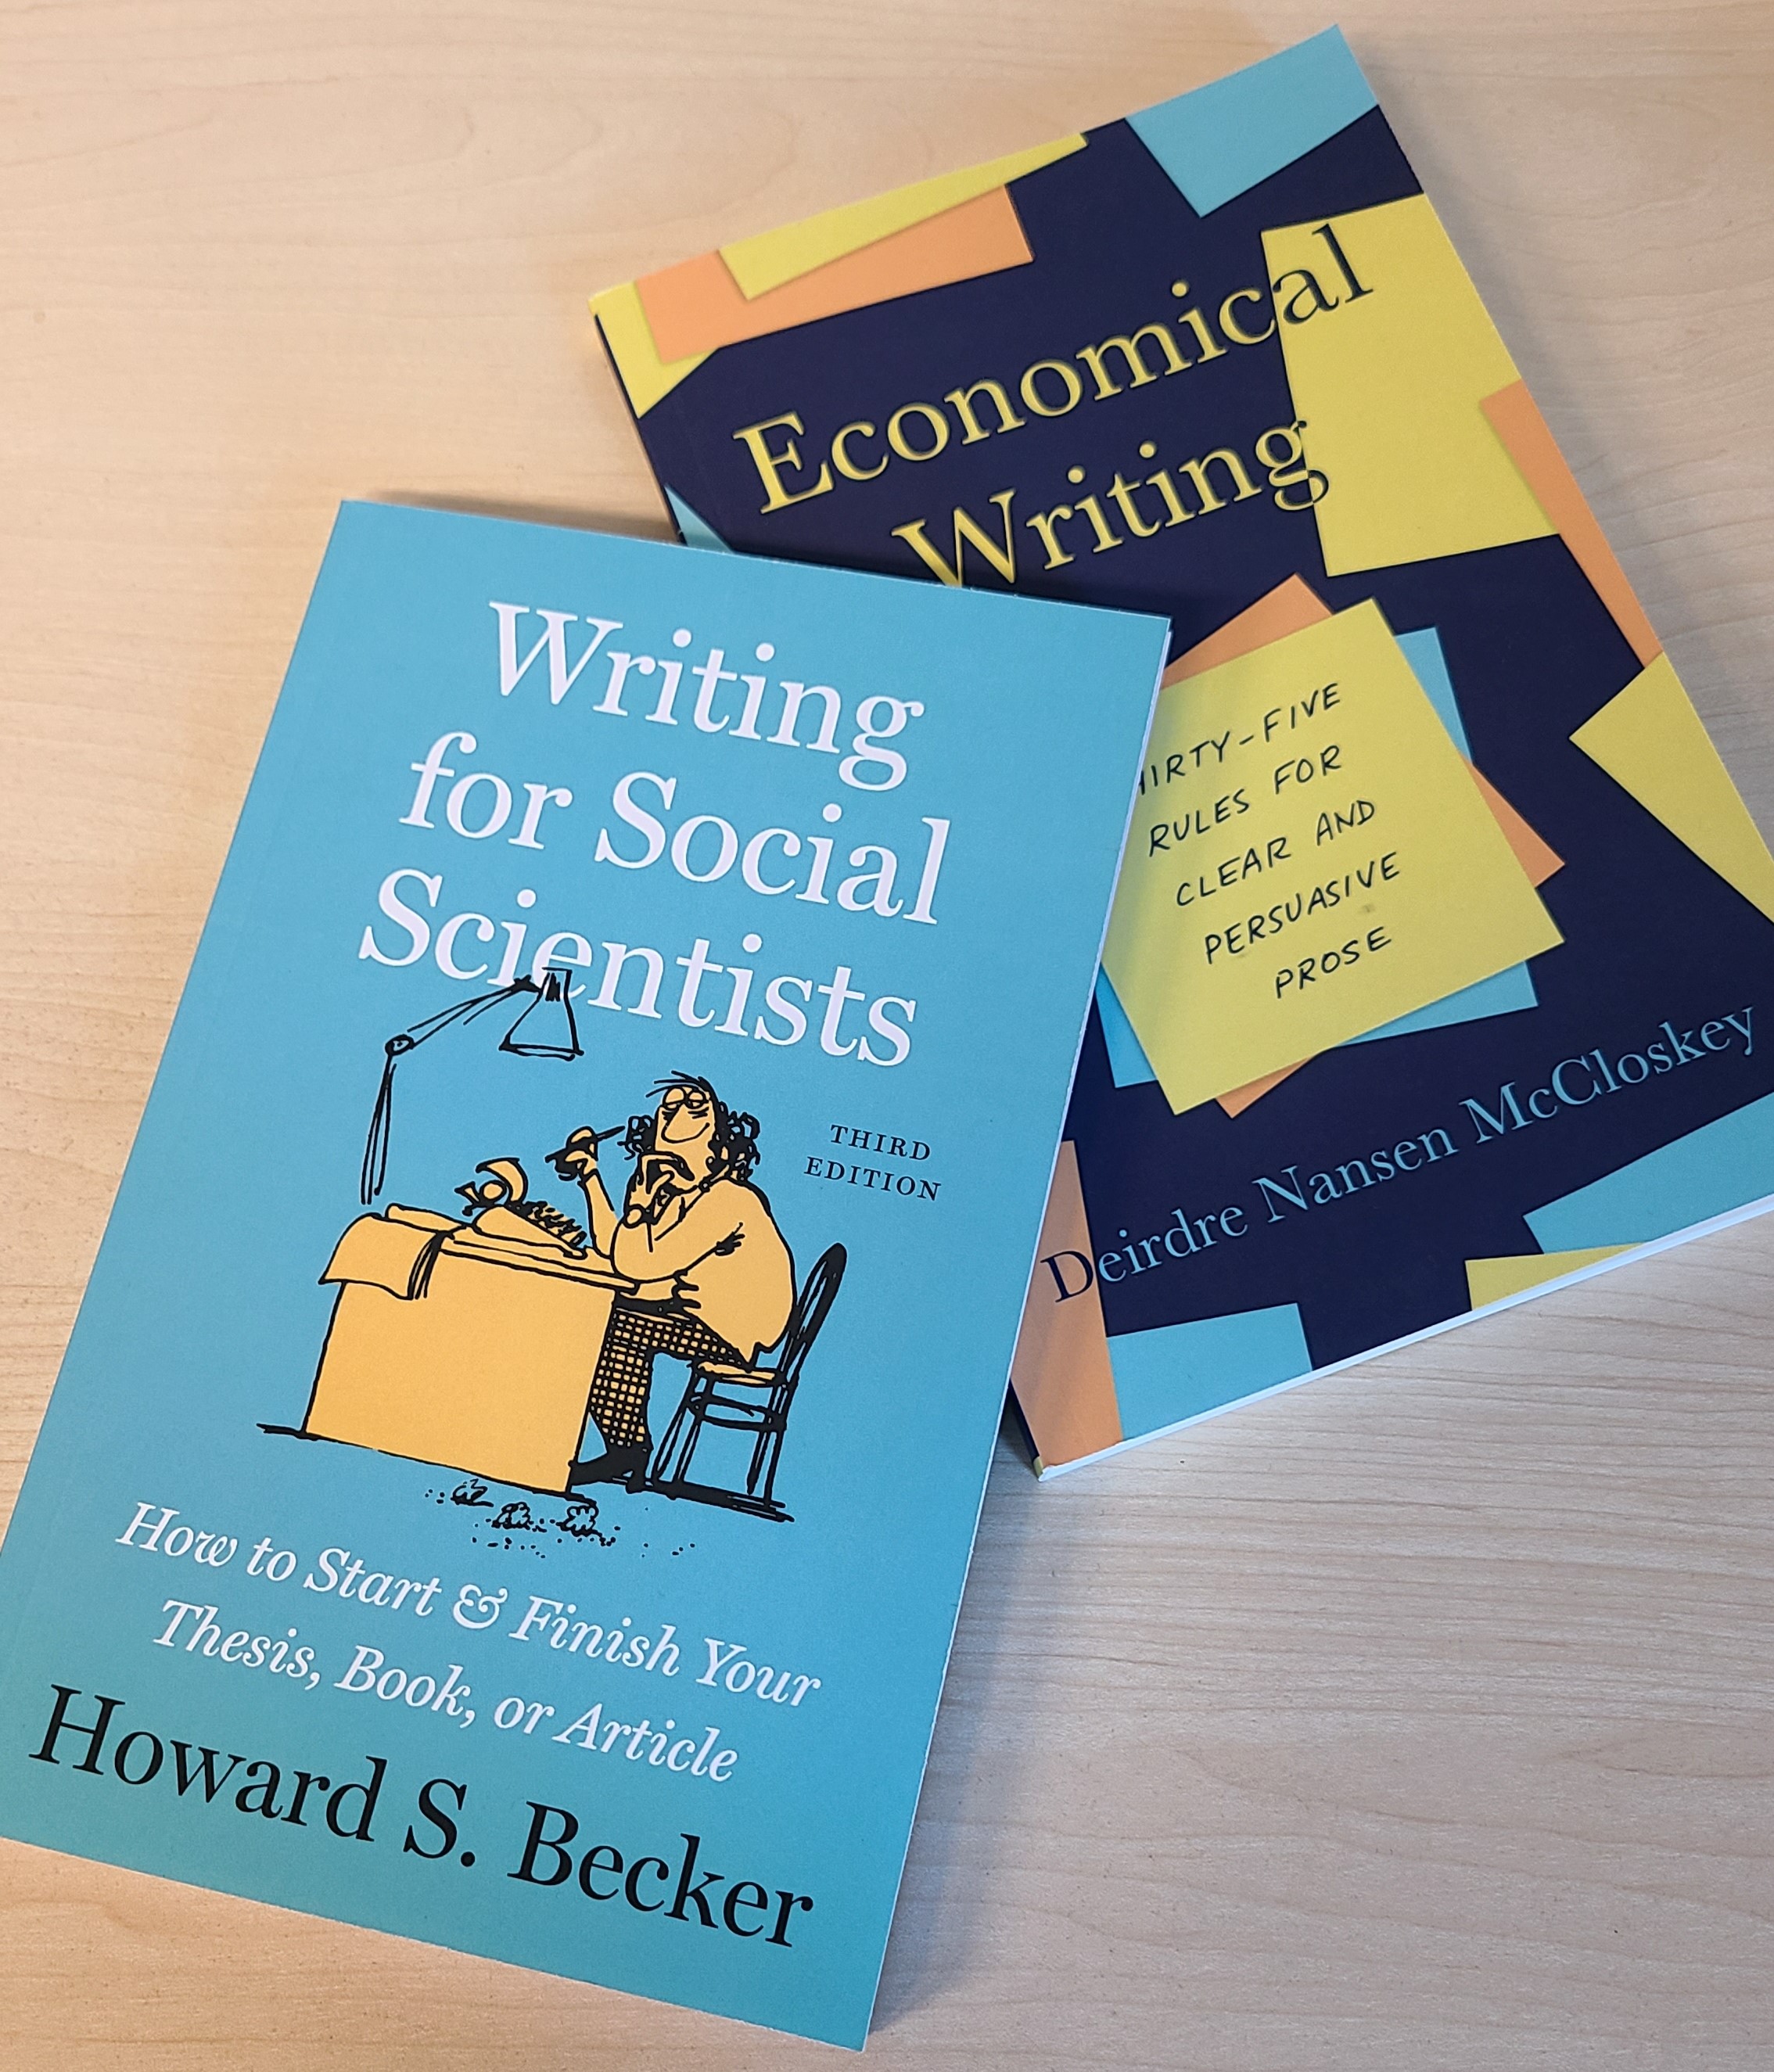 Economical
Writing
HIRTY-FIVE
RULES FOR
CLEAR AND
PERSUASIVE
PROSE
Deirdre Nansen McCloskey
Writing
for Social
Scientists
THIRD
EDITION
How to Start & Finish Your
Thesis, Book, or Article
Howard S. Becker